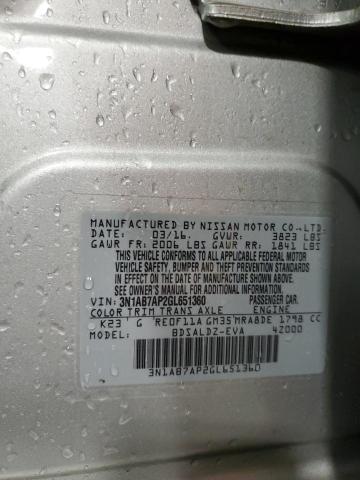 MANUFACTURED BY NISSAN MOTOR CO., LTD.
DATE: 03/16. GVWR: 3823 LBS
GAWR FR: 2006 LBS GAWR RR: 1841 LBS
THIS VEHICLE CONFORMS TO ALL APPLICABLE FEDERAL MOTOR
VEHICLE SAFETY, BUMPER AND THEFT PREVENTION STANDARDS
IN EFFECT ON THE DATE OF MANUFACTURE SHOWN ABOVE.
SEE OWNER'S MANUAL FOR ADDITIONAL INFORMATION
VIN: 3N1AB7AP2GL651360 PASSENGER CAR.
COLOR TRIM TRANS AXLE ENGINE
K23 G RE0F11A GM35 MRA8DE 1798 CC
MODEL: BDSALDZ-EVA 4Z000
3N1AB7AP2GL651360